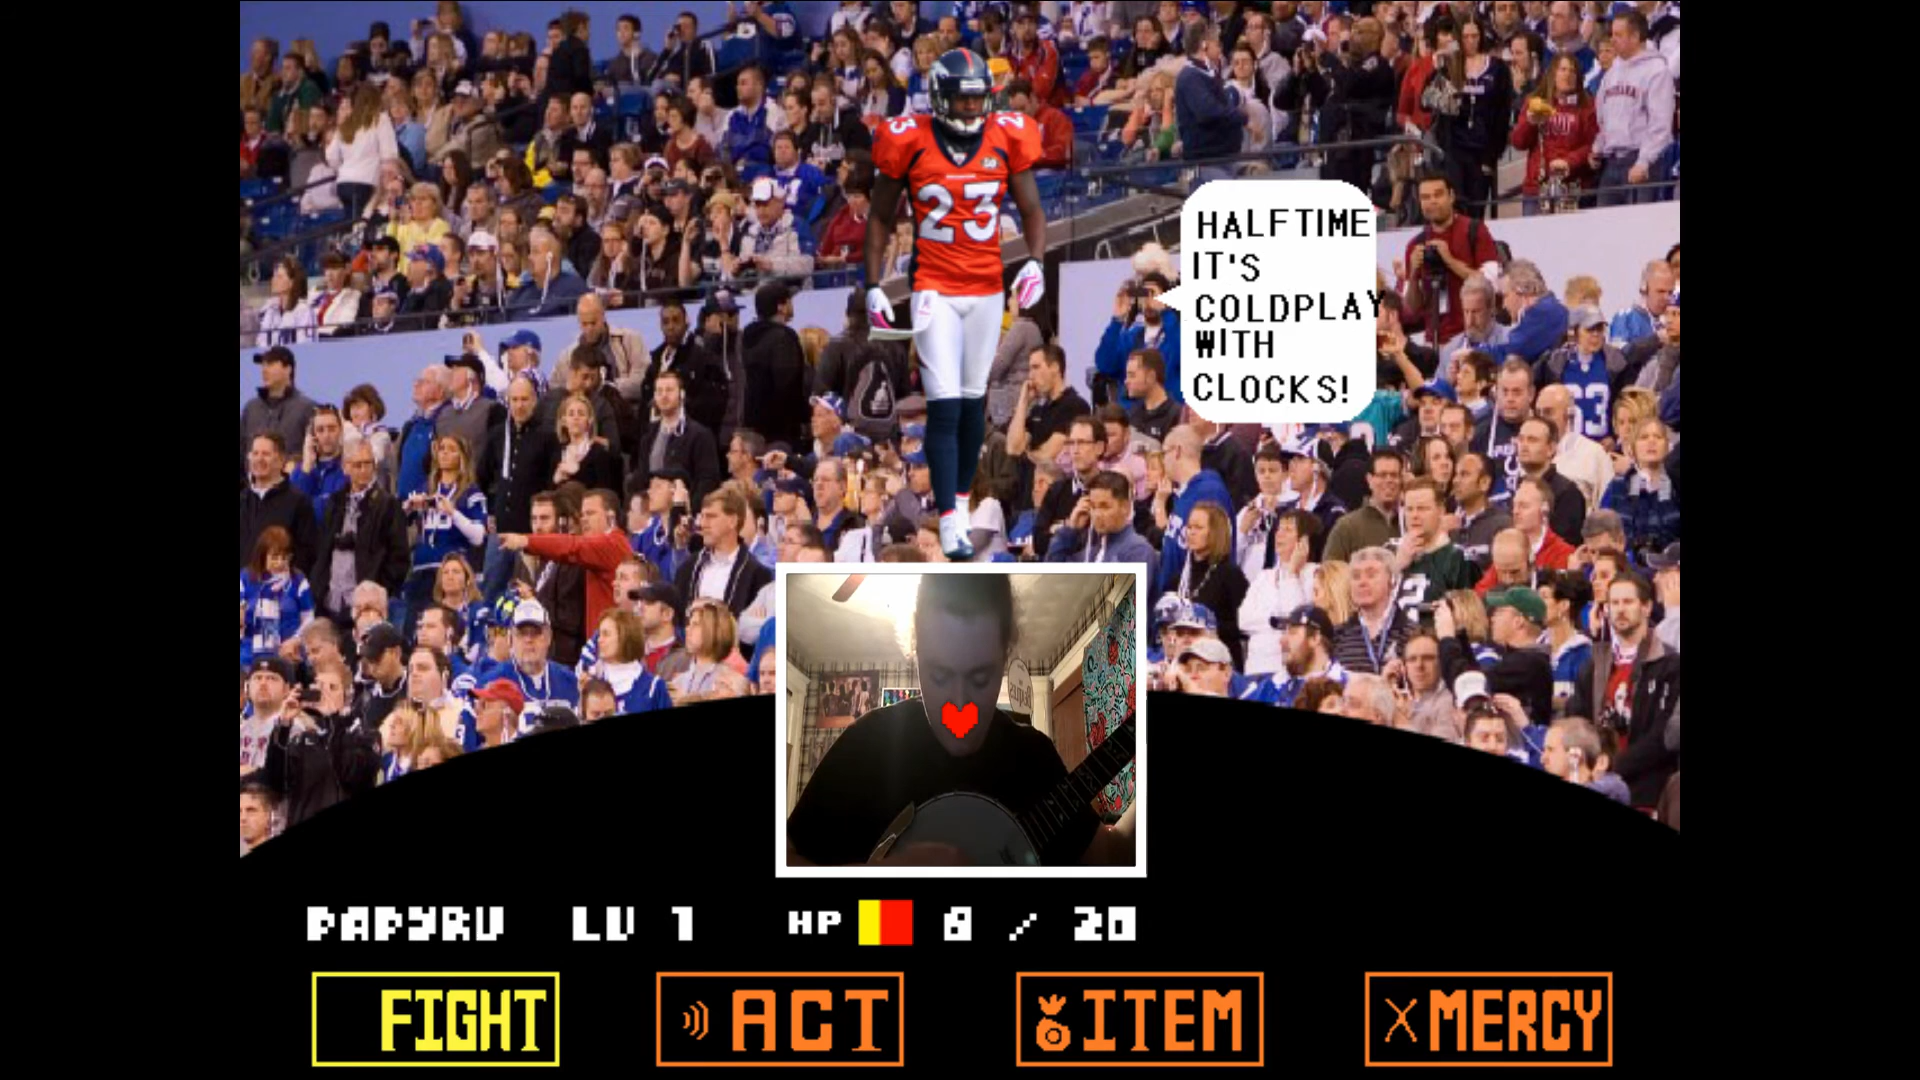 23
HALFTIME
IT'S
COLDPLAY
WITH
CLOCKS!
PAPYRU LV 1 HP 8 / 20
FIGHT ACT ITEM MERCY